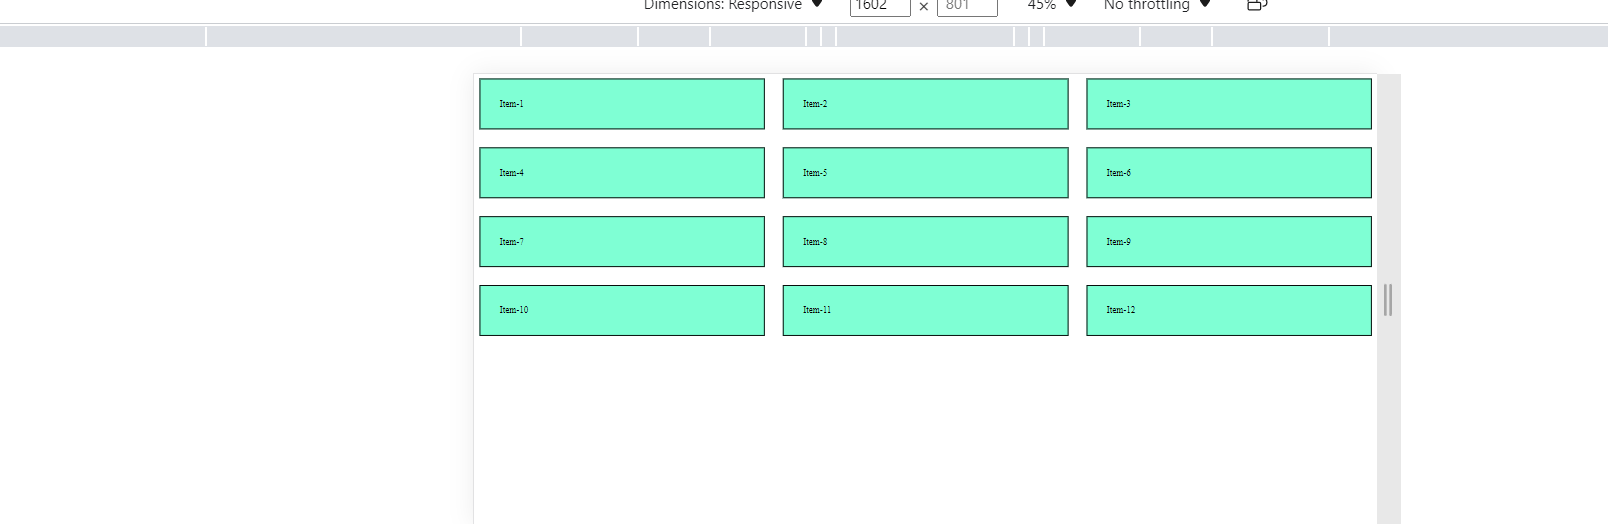 Dimensions: Responsive ▼ 1602 × 801 45% ▼ No throttling ▼
Item-1 Item-2 Item-3
Item-4 Item-5 Item-6
Item-7 Item-8 Item-9
Item-10 Item-11 Item-12